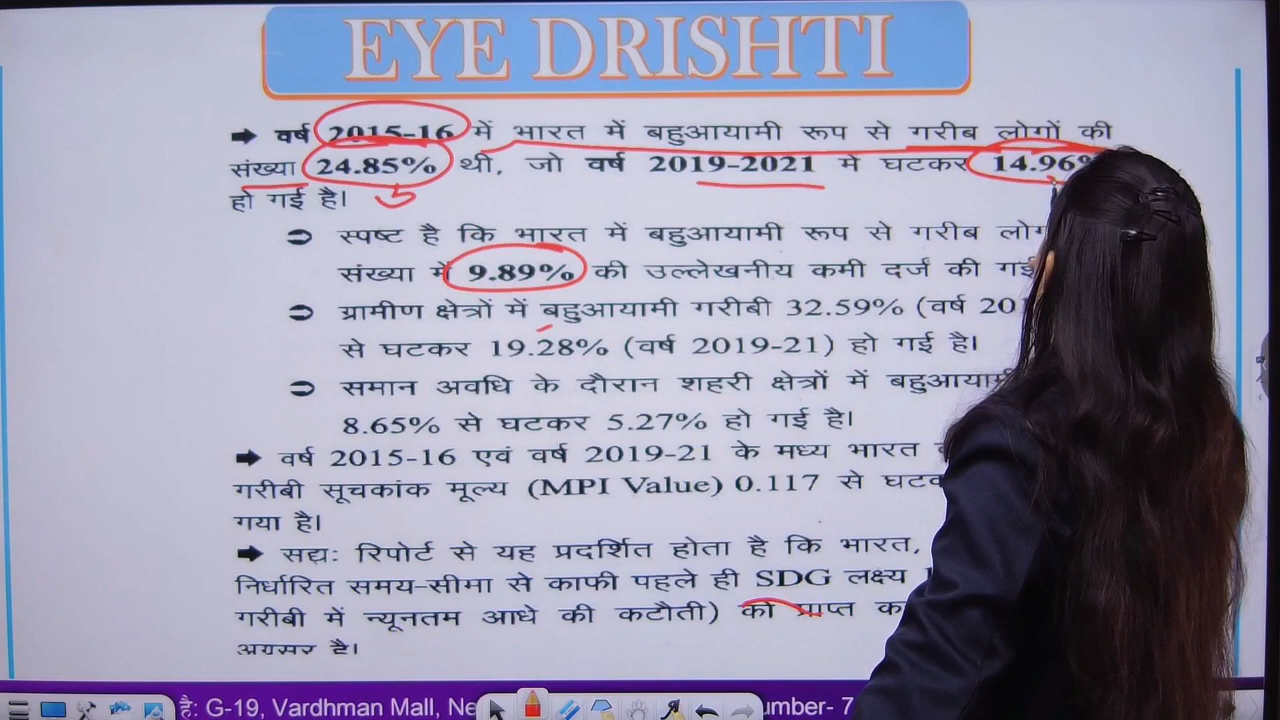 EYE DRISHTI
➡ वर्ष 2015-16 में भारत में बहुआयामी रूप से गरीब लोगों की
संख्या 24.85% थी, जो वर्ष 2019-2021 में घटकर 14.96%
हो गई है।
➲ स्पष्ट है कि भारत में बहुआयामी रूप से गरीब
संख्या में 9.89% की उल्लेखनीय कमी दर्ज की
➲ ग्रामीण क्षेत्रों में बहुआयामी गरीबी 32.59% (वर्ष
से घटकर 19.28% (वर्ष 2019-21) हो गई है।
➲ समान अवधि के दौरान शहरी क्षेत्रों में
8.65% से घटकर 5.27% हो गई है।
➡ वर्ष 2015-16 एवं वर्ष 2019-21 के मध्य भारत
गरीबी सूचकांक मूल्य (MPI Value) 0.117 से
गया है।
➡ सद्य: रिपोर्ट से यह प्रदर्शित होता है कि भारत,
निर्धारित समय-सीमा से काफी पहले ही SDG लक्ष्य
गरीबी में न्यूनतम आधे की कटौती) को प्राप्त
अग्रसर है।
है: G-19, Vardhman Mall,